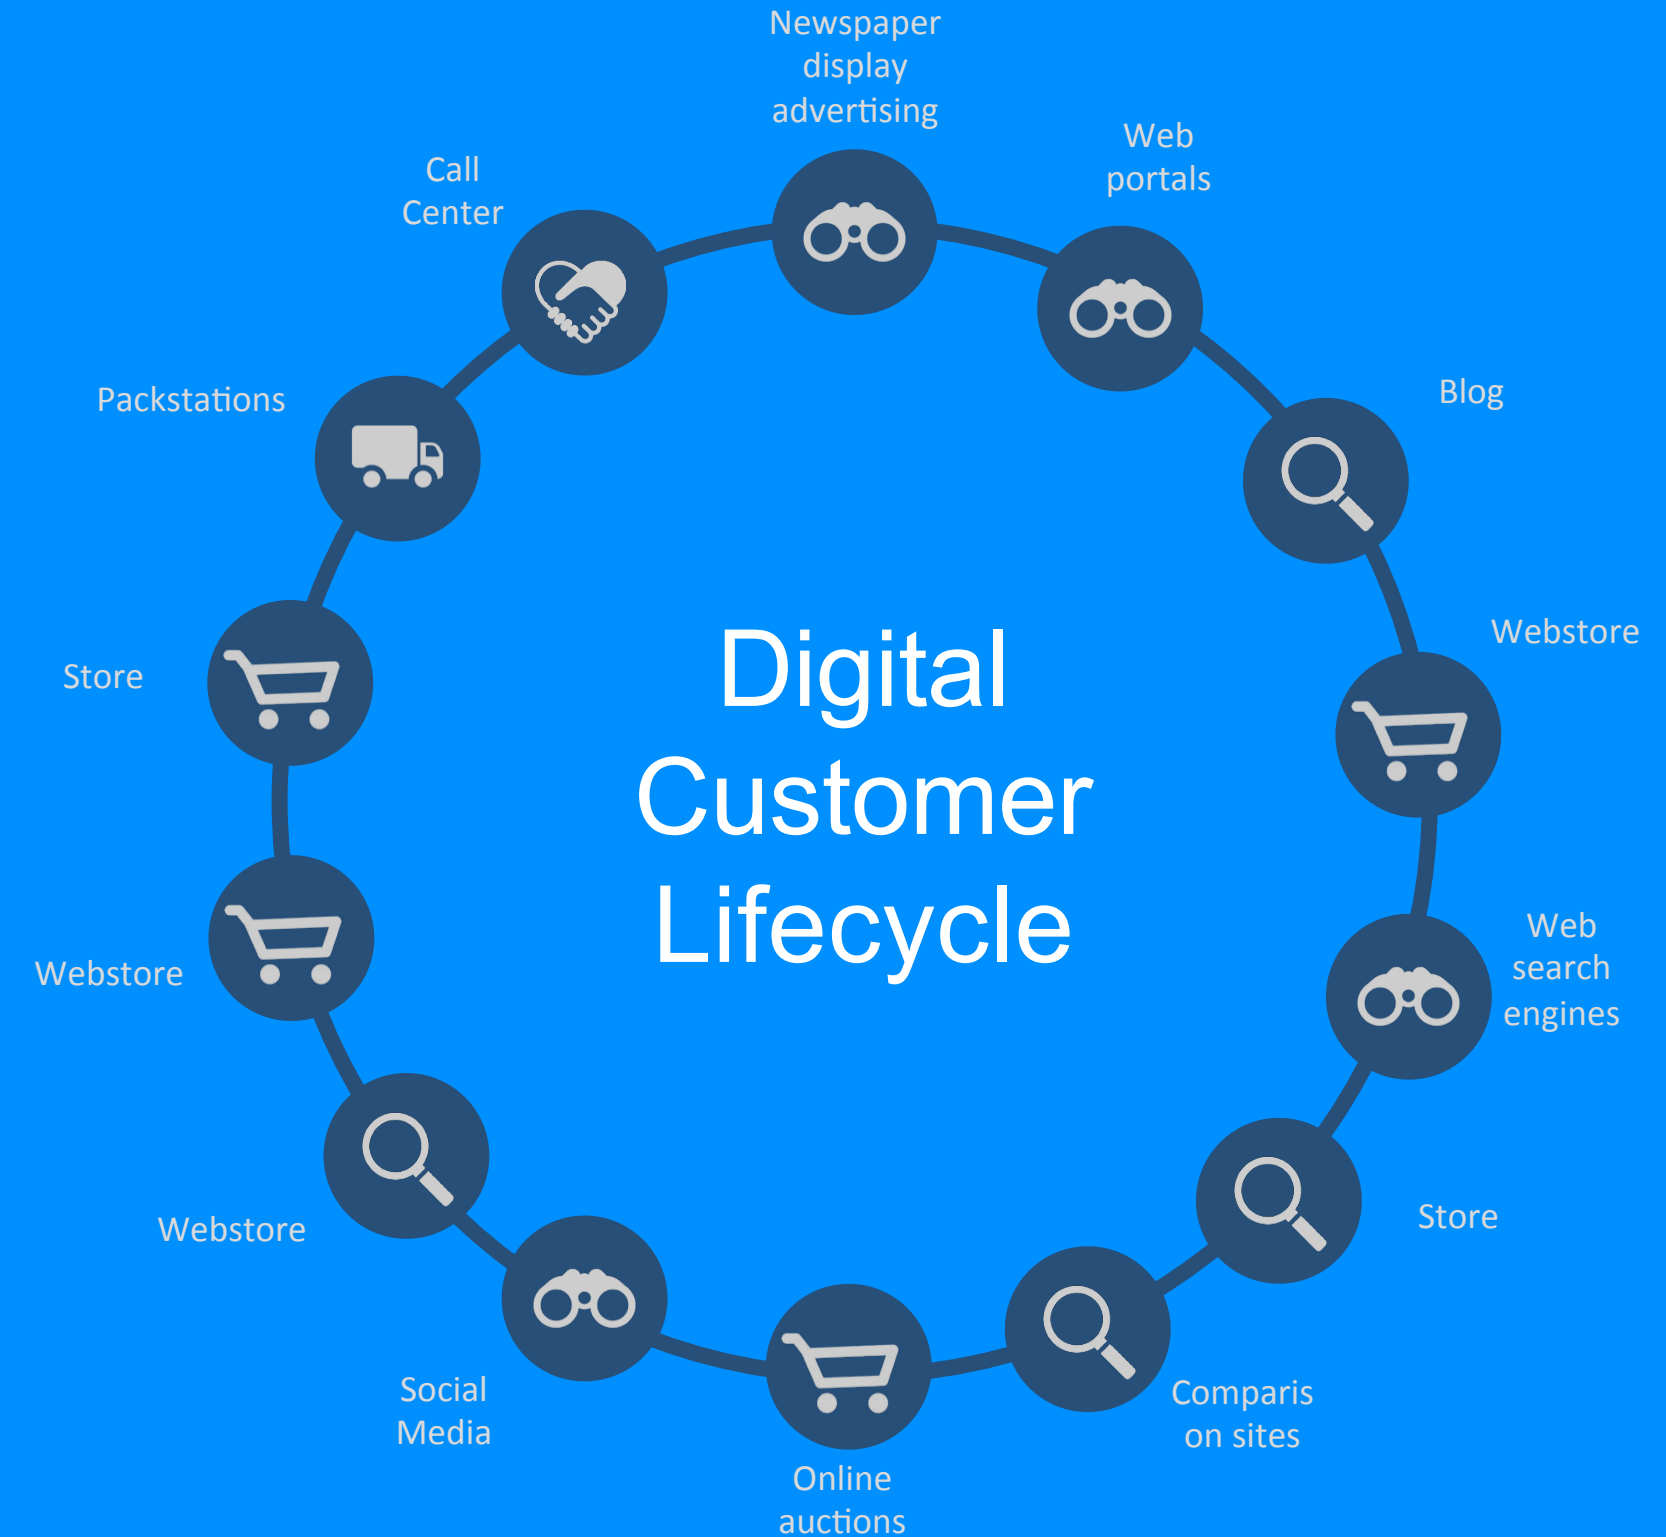 Newspaper
display
advertising
Web
portals
Blog
Webstore
Web
search
engines
Store
Comparis
on sites
Online
auctions
Social
Media
Webstore
Webstore
Store
Packstations
Call
Center
Digital
Customer
Lifecycle